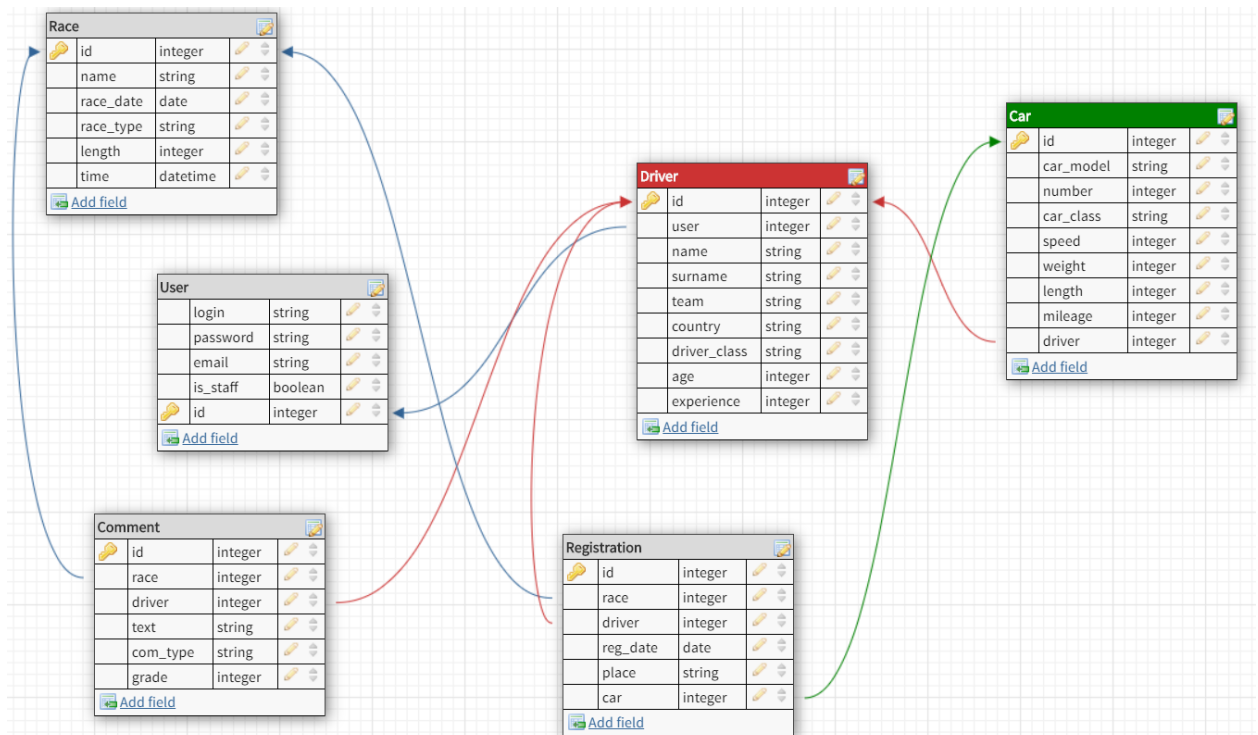 Race
id integer
name string
race_date date
race_type string
length integer
time datetime
Add field
User
login string
password string
email string
is_staff boolean
id integer
Add field
Comment
id integer
race integer
driver integer
text string
com_type string
grade integer
Add field
Driver
id integer
user integer
name string
surname string
team string
country string
driver_class string
age integer
experience integer
Add field
Registration
id integer
race integer
driver integer
reg_date date
place string
car integer
Add field
Car
id integer
car_model string
number integer
car_class string
speed integer
weight integer
length integer
mileage integer
driver integer
Add field